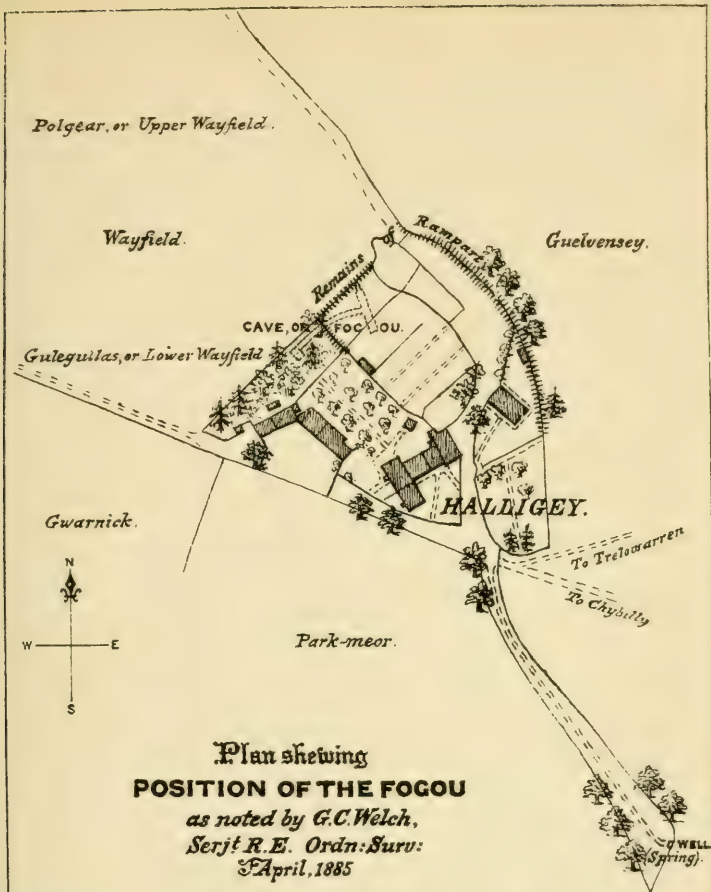 Polgear, or Upper Wayfield.
Wayfield.
Remains of Rampart
Guelvensey.
CAVE, OR FOGOU.
Gulegullas, or Lower Wayfield
HALLIGEY.
Gwarnick.
To Trelowarren
To Chybilly
N
W
E
S
Park-meor.
Plan shewing
POSITION OF THE FOGOU
as noted by G.C. Welch,
Serjt. R.E. Ordn: Surv:
April, 1885
WELL
(Spring).